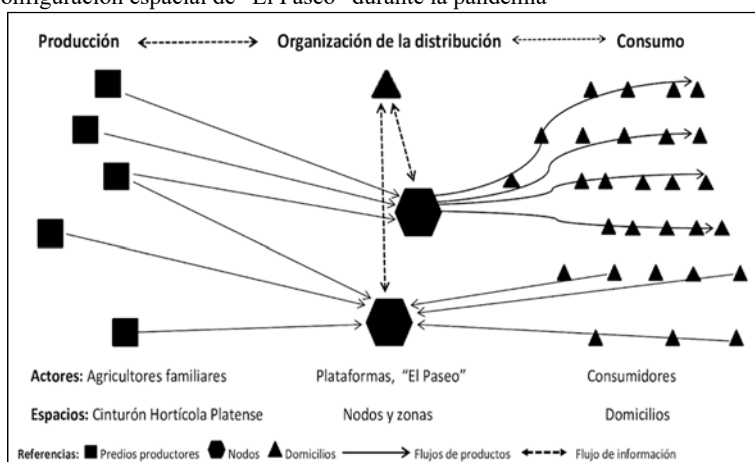 onfiguración espacial de "El Paseo" durante la pandemia
Producción Organización de la distribución Consumo
Actores: Agricultores familiares Plataformas, "El Paseo" Consumidores
Espacios: Cinturón Hortícola Platense Nodos y zonas Domicilios
Referencias: Predios productores Nodos Domicilios Flujos de productos Flujo de información